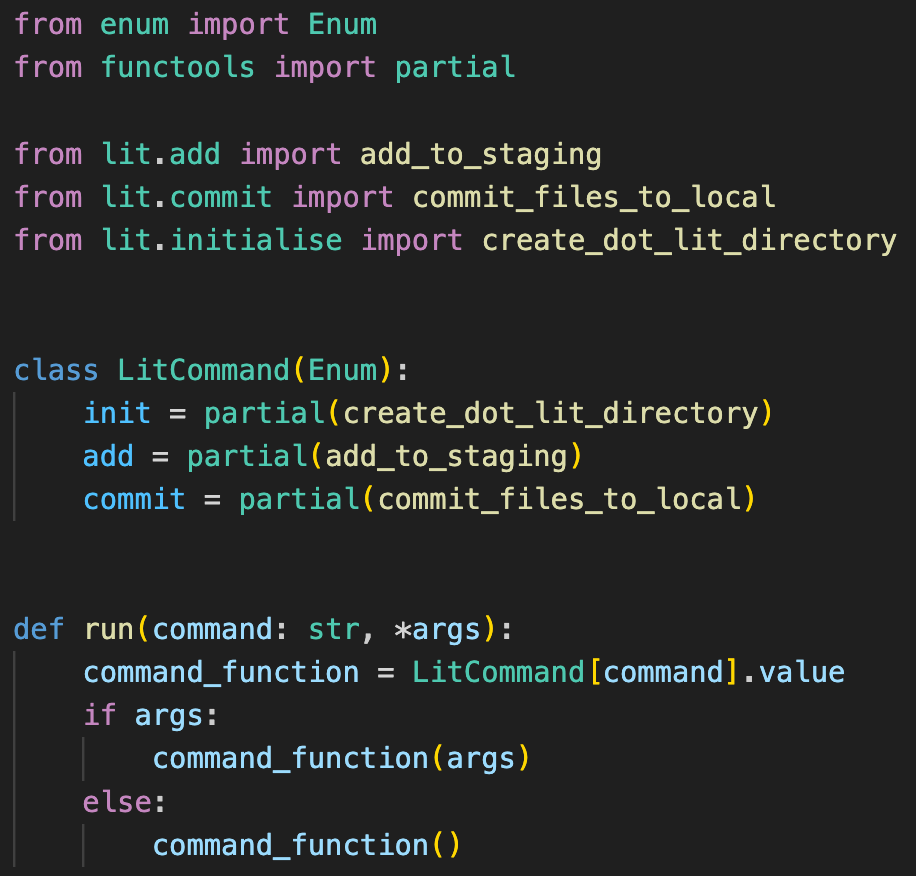 from enum import Enum
from functools import partial

from lit.add import add_to_staging
from lit.commit import commit_files_to_local
from lit.initialise import create_dot_lit_directory


class LitCommand(Enum):
    init = partial(create_dot_lit_directory)
    add = partial(add_to_staging)
    commit = partial(commit_files_to_local)


def run(command: str, *args):
    command_function = LitCommand[command].value
    if args:
        command_function(args)
    else:
        command_function()